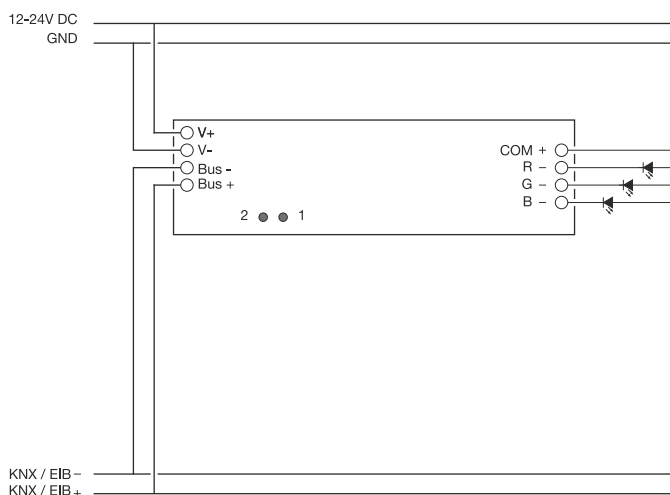 12-24V DC
GND
V+
V-
Bus -
Bus +
COM +
R -
G -
B -
2 1
KNX / EIB -
KNX / EIB +